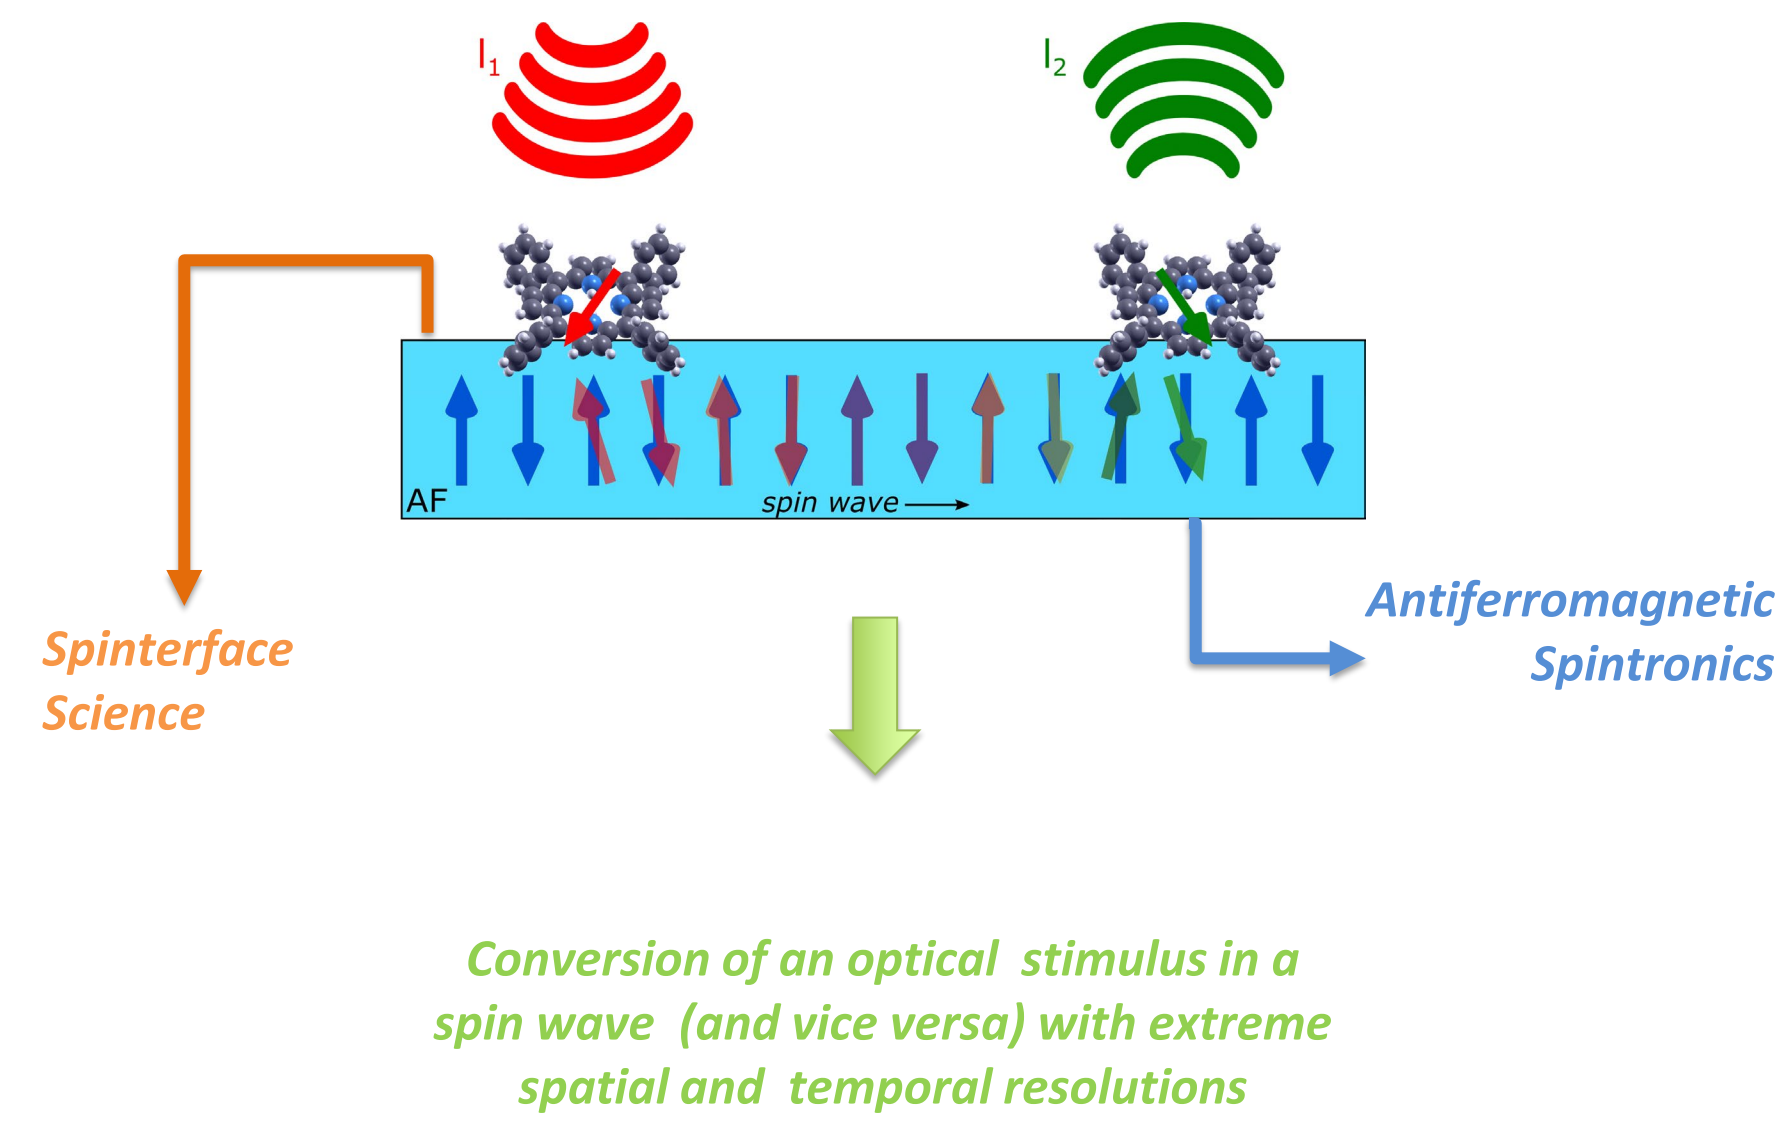 I1
I2
AF
spin wave
Spinterface
Science
Antiferromagnetic
Spintronics
Conversion of an optical stimulus in a
spin wave (and vice versa) with extreme
spatial and temporal resolutions